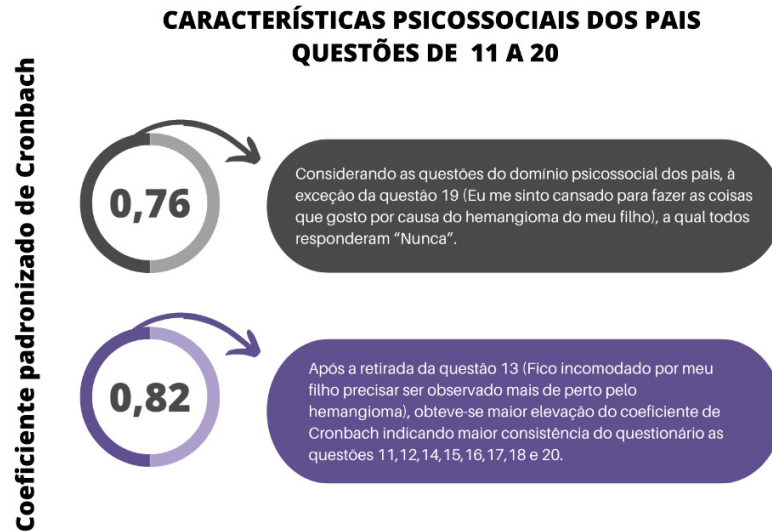 CARACTERÍSTICAS PSICOSSOCIAIS DOS PAIS
QUESTÕES DE 11 A 20
Coeficiente padronizado de Cronbach
0,76
Considerando as questões do domínio psicossocial dos pais, à
exceção da questão 19 (Eu me sinto cansado para fazer as coisas
que gosto por causa do hemangioma do meu filho), a qual todos
responderam “Nunca”.
0,82
Após a retirada da questão 13 (Fico incomodado por meu
filho precisar ser observado mais de perto pelo
hemangioma), obteve-se maior elevação do coeficiente de
Cronbach indicando maior consistência do questionário as
questões 11,12,14,15,16,17,18 e 20.